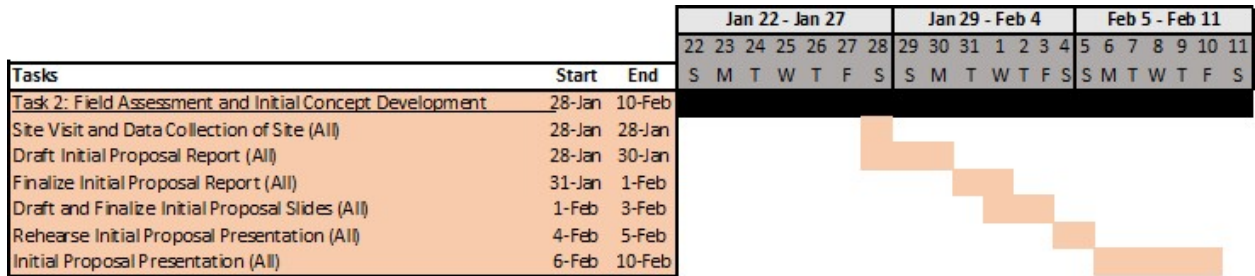 Jan 22 - Jan 27 Jan 29 - Feb 4 Feb 5 - Feb 11
22 23 24 25 26 27 28 29 30 31 1 2 3 4 5 6 7 8 9 10 11
Tasks Start End S M T W T F S S M T W T F S S M T W T F S
Task 2: Field Assessment and Initial Concept Development 28-Jan 10-Feb
Site Visit and Data Collection of Site (All) 28-Jan 28-Jan
Draft Initial Proposal Report (All) 28-Jan 30-Jan
Finalize Initial Proposal Report (All) 31-Jan 1-Feb
Draft and Finalize Initial Proposal Slides (All) 1-Feb 3-Feb
Rehearse Initial Proposal Presentation (All) 4-Feb 5-Feb
Initial Proposal Presentation (All) 6-Feb 10-Feb